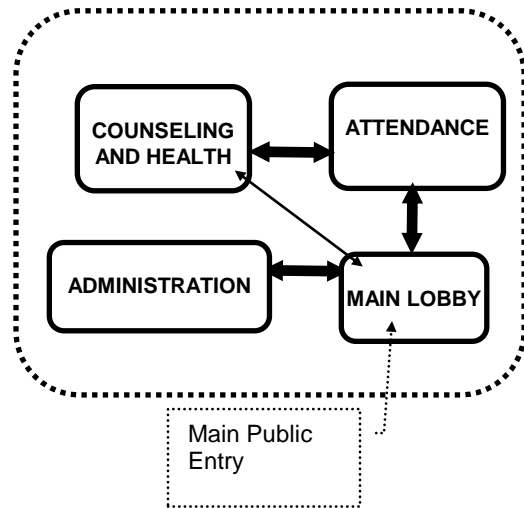 COUNSELING
AND HEALTH
ATTENDANCE
ADMINISTRATION
MAIN LOBBY
Main Public
Entry